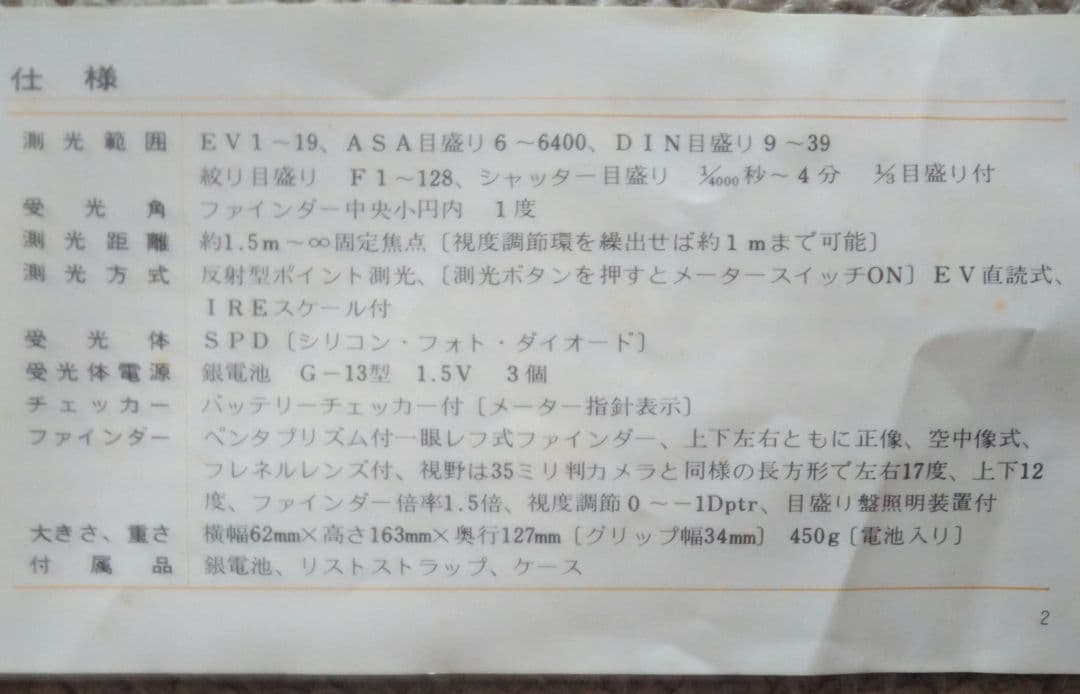 仕様
測光範囲 EV1～19、ASA目盛り6～6400、DIN目盛り9～39
絞り目盛り F1～128、シャッター目盛り 1/4000秒～4分 1/3目盛り付
受光角 ファインダー中央小円内 1度
測光距離 約1.5m～∞固定焦点〔視度調節環を繰出せば約1mまで可能〕
測光方式 反射型ポイント測光、〔測光ボタンを押すとメータースイッチON〕EV直読式、
IREスケール付
受光体 SPD〔シリコン・フォト・ダイオード〕
受光体電源 銀電池 G－13型 1.5V 3個
チェッカー バッテリーチェッカー付〔メーター指針表示〕
ファインダー ペンタプリズム付一眼レフ式ファインダー、上下左右ともに正像、空中像式、
フレネルレンズ付、視野は35ミリ判カメラと同様の長方形で左右17度、上下12
度、ファインダー倍率1.5倍、視度調節0～－1Dptr、目盛り盤照明装置付
大きさ、重さ 横幅62mm×高さ163mm×奥行127mm〔グリップ幅34mm〕 450g〔電池入り〕
付属品 銀電池、リストストラップ、ケース
2